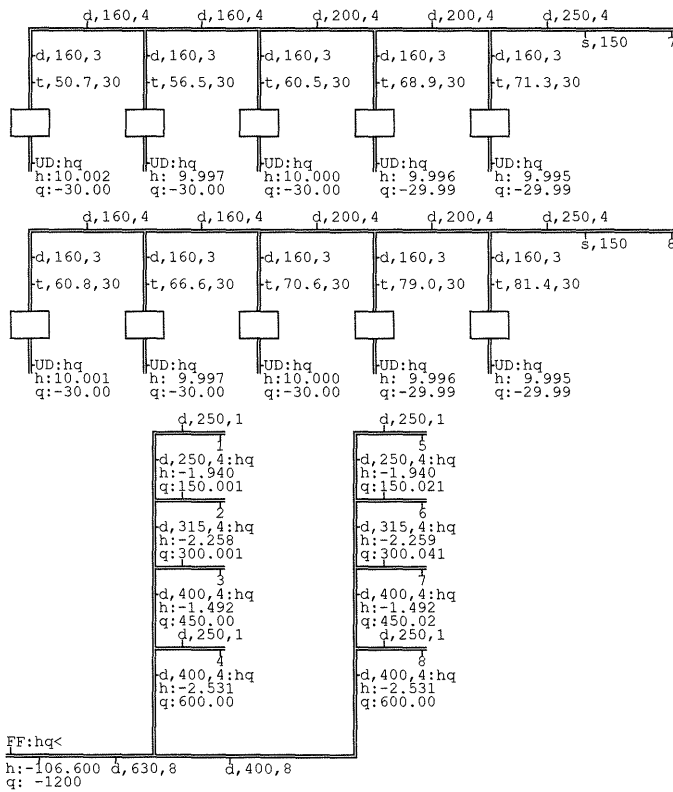 d,160,4 d,160,4 d,200,4 d,200,4 d,250,4
s,150 7
d,160,3 d,160,3 d,160,3 d,160,3 d,160,3
t,50.7,30 t,56.5,30 t,60.5,30 t,68.9,30 t,71.3,30
UD:hq UD:hq UD:hq UD:hq UD:hq
h:10.002 h: 9.997 h:10.000 h: 9.996 h: 9.995
q:-30.00 q:-30.00 q:-30.00 q:-29.99 q:-29.99
d,160,4 d,160,4 d,200,4 d,200,4 d,250,4
s,150 8
d,160,3 d,160,3 d,160,3 d,160,3 d,160,3
t,60.8,30 t,66.6,30 t,70.6,30 t,79.0,30 t,81.4,30
UD:hq UD:hq UD:hq UD:hq UD:hq
h:10.001 h: 9.997 h:10.000 h: 9.996 h: 9.995
q:-30.00 q:-30.00 q:-30.00 q:-29.99 q:-29.99
d,250,1 d,250,1
1 5
d,250,4:hq d,250,4:hq
h:-1.940 h:-1.940
q:150.001 q:150.021
2 6
d,315,4:hq d,315,4:hq
h:-2.258 h:-2.259
q:300.001 q:300.041
3 7
d,400,4:hq d,400,4:hq
h:-1.492 h:-1.492
q:450.00 q:450.02
d,250,1 d,250,1
4 8
d,400,4:hq d,400,4:hq
h:-2.531 h:-2.531
q:600.00 q:600.00
FF:hq<
h:-106.600 d,630,8 d,400,8
q: -1200